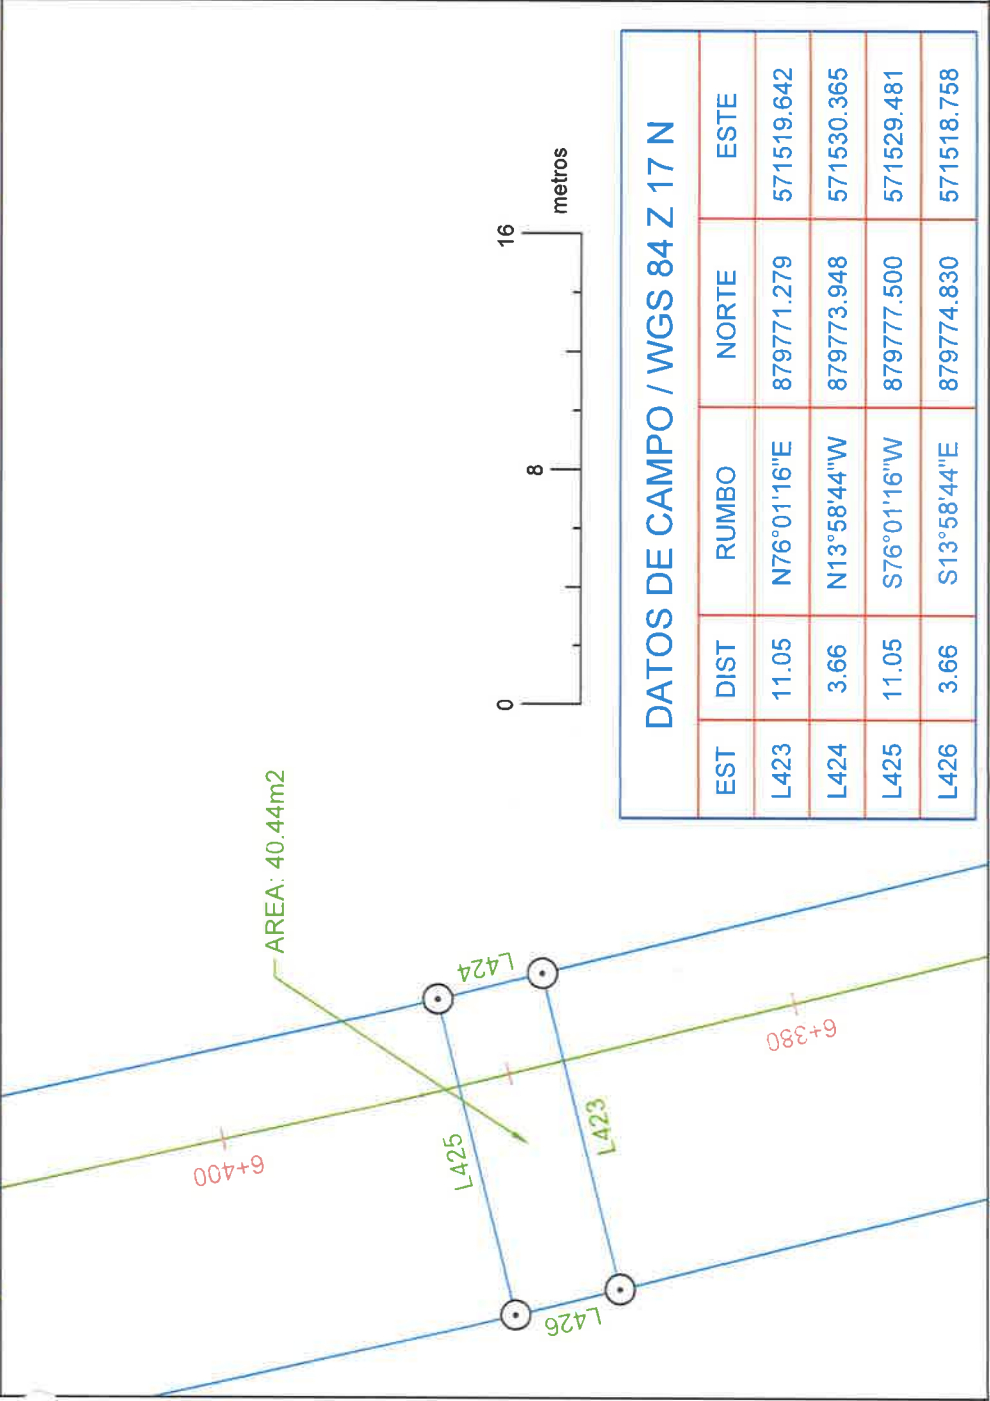 AREA: 40.44m2
6+400
6+380
L425
L424
L423
L426
0 8 16
metros
DATOS DE CAMPO / WGS 84 Z 17 N
EST DIST RUMBO NORTE ESTE
L423 11.05 N76°01'16"E 879771.279 571519.642
L424 3.66 N13°58'44"W 879773.948 571530.365
L425 11.05 S76°01'16"W 879777.500 571529.481
L426 3.66 S13°58'44"E 879774.830 571518.758